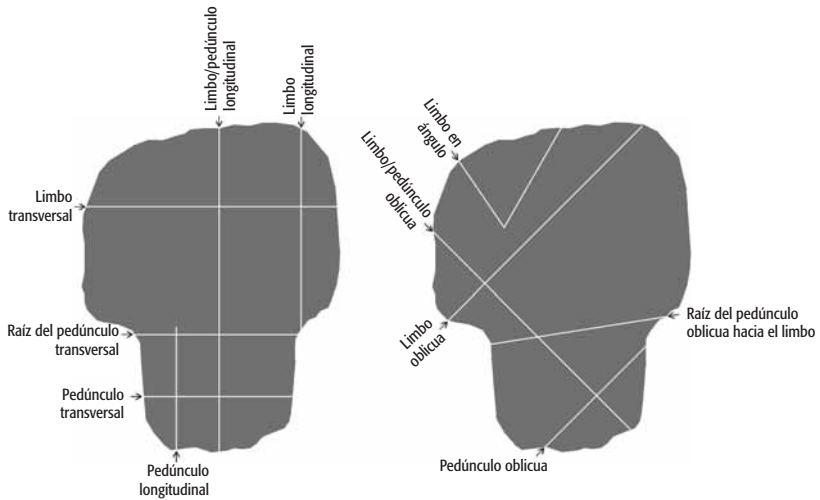 Limbo/pedúnculo
longitudinal
Limbo
longitudinal
Limbo
transversal
Raíz del pedúnculo
transversal
Pedúnculo
transversal
Pedúnculo
longitudinal
Limbo en
ángulo
Limbo/pedúnculo
oblicua
Limbo
oblicua
Raíz del pedúnculo
oblicua hacia el limbo
Pedúnculo oblicua